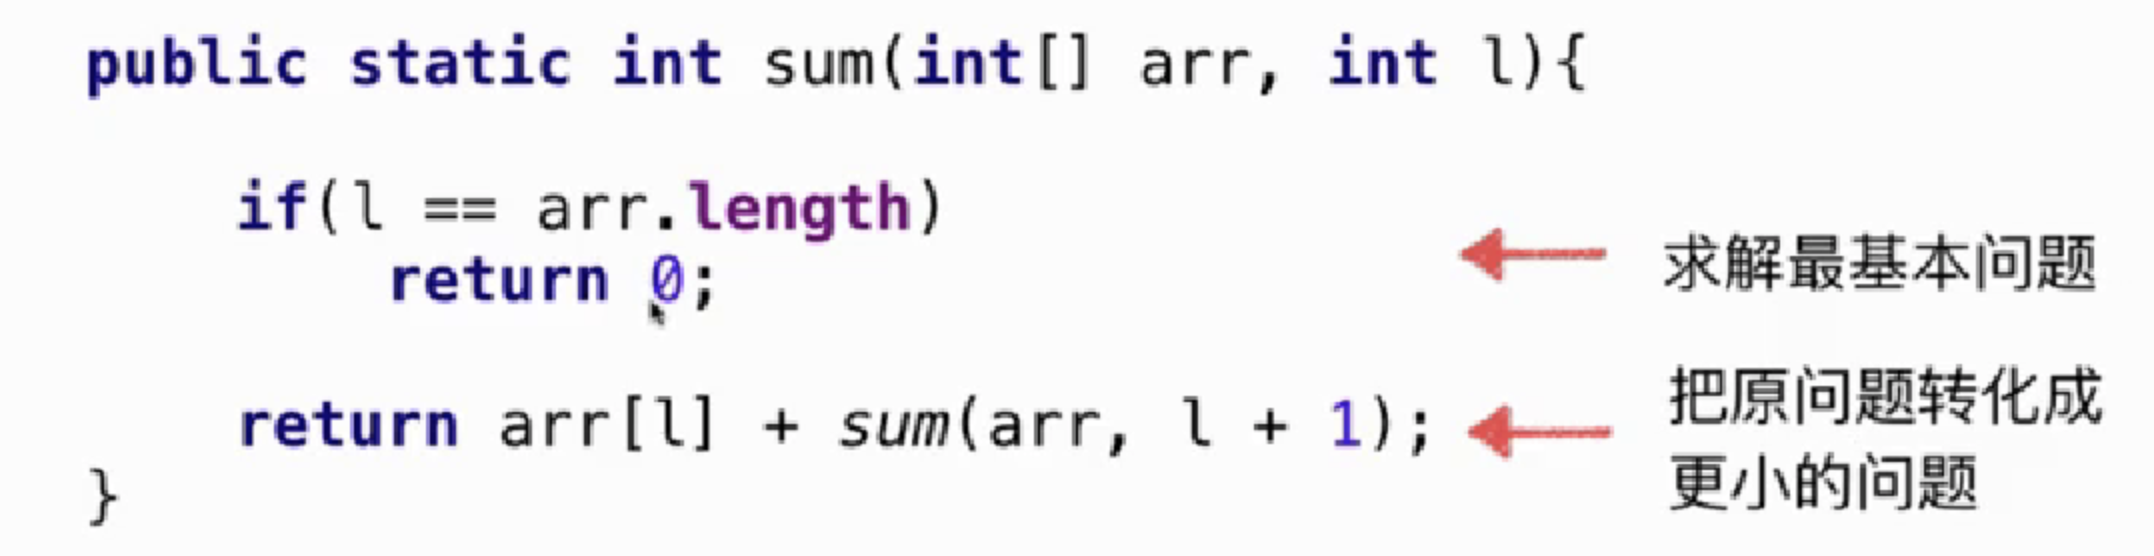 public static int sum(int[] arr, int l){
if(l == arr.length)
return 0;
求解最基本问题
return arr[l] + sum(arr, l + 1);
把原问题转化成
更小的问题
}